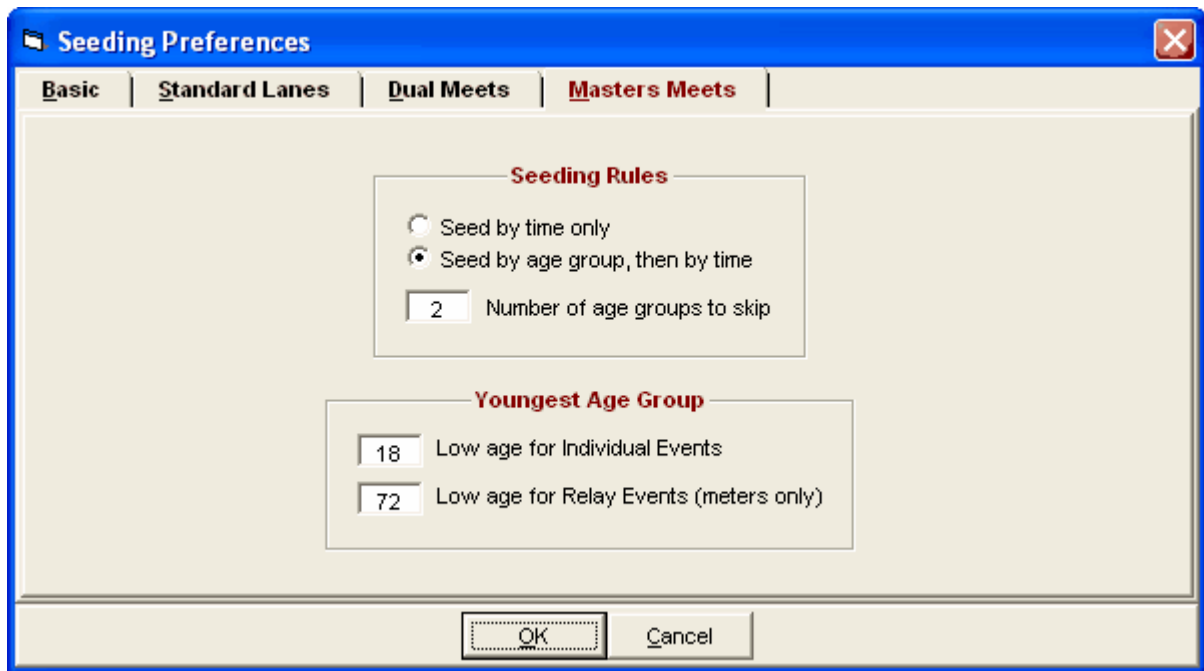 Seeding Preferences
Basic
Standard Lanes
Dual Meets
Masters Meets
Seeding Rules
Seed by time only
Seed by age group, then by time
2 Number of age groups to skip
Youngest Age Group
18 Low age for Individual Events
72 Low age for Relay Events (meters only)
OK
Cancel